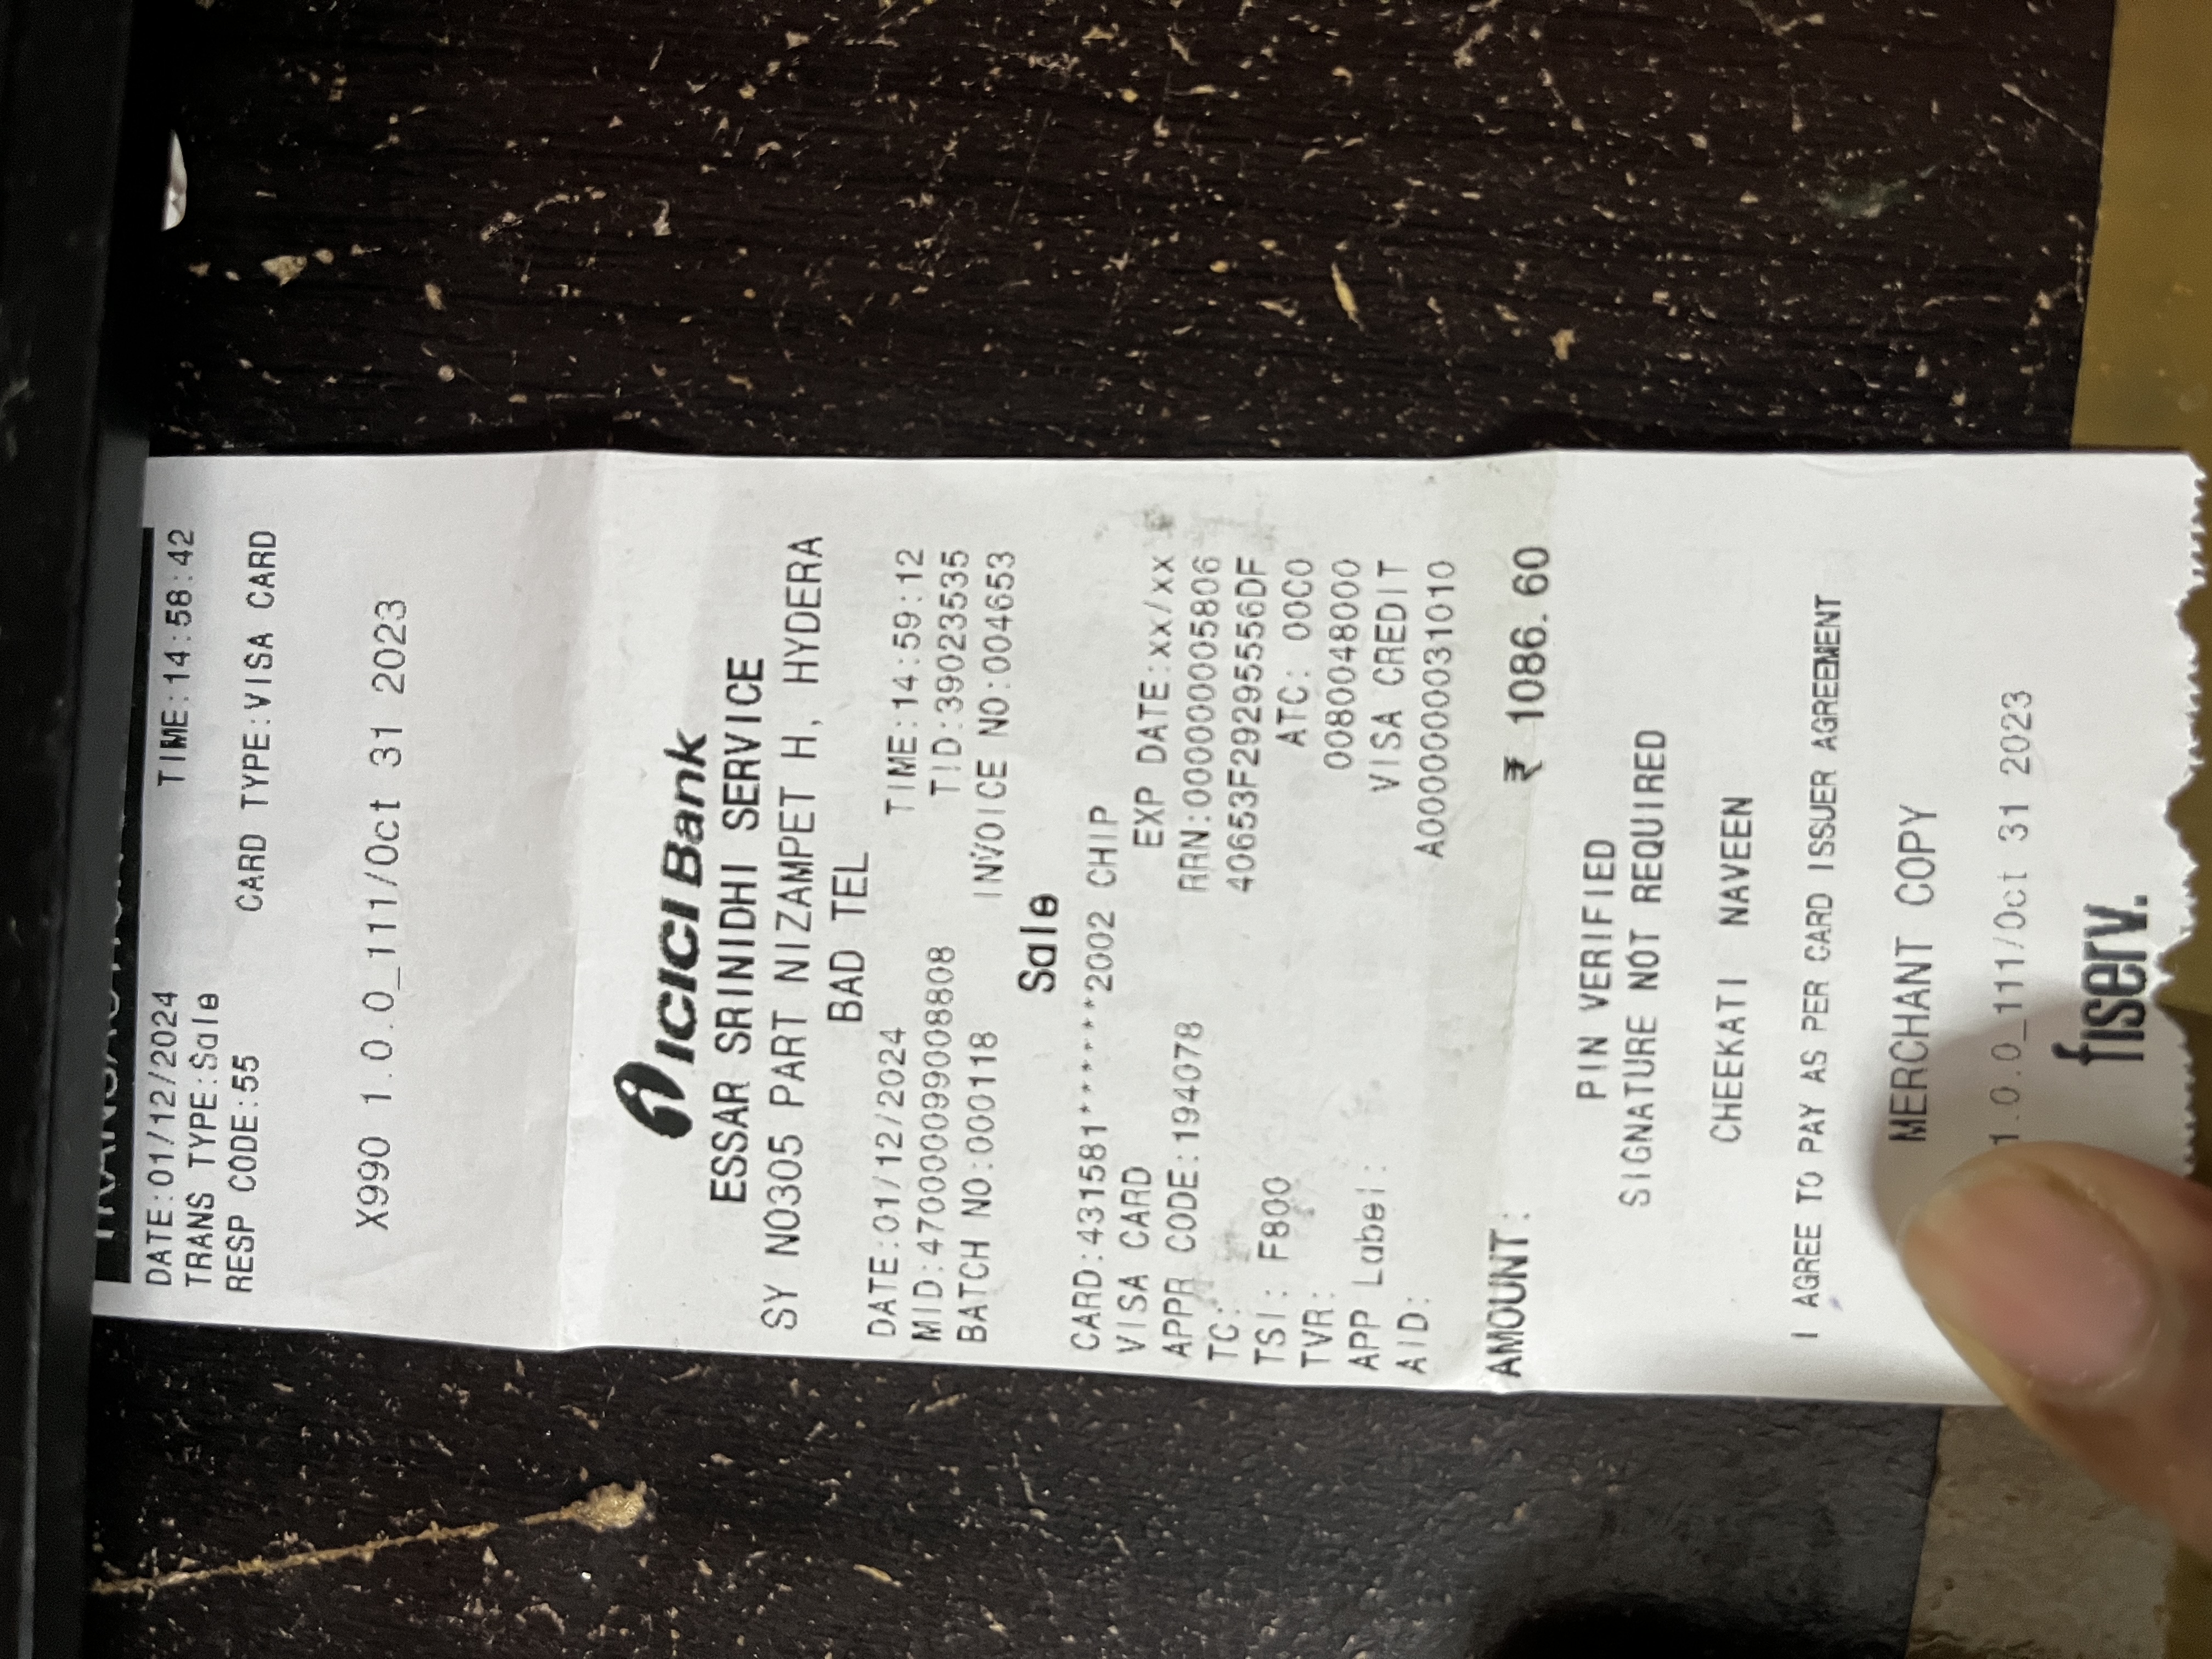 TRANSACTION
DATE:01/12/2024 TIME:14:58:42
TRANS TYPE:Sale
RESP CODE:55 CARD TYPE:VISA CARD
X990 1.0.0_111/Oct 31 2023
ICICI Bank
ESSAR SRINIDHI SERVICE
SY NO305 PART NIZAMPET H, HYDERA
BAD TEL
DATE:01/12/2024 TIME:14:59:12
MID:470000099008808 TID:39023535
BATCH NO:000118 INVOICE NO:004653
Sale
CARD:431581******2002 CHIP
VISA CARD EXP DATE:xx/xx
APPR CODE:194078 RRN:000000005806
TC: 40653F29295556DF
TSI: F800 ATC: 00C0
TVR: 0080048000
APP Label: VISA CREDIT
AID: A0000000031010
AMOUNT: ₹ 1086.60
PIN VERIFIED
SIGNATURE NOT REQUIRED
CHEEKATI NAVEEN
I AGREE TO PAY AS PER CARD ISSUER AGREEMENT
MERCHANT COPY
1.0.0_111/Oct 31 2023
fiserv.